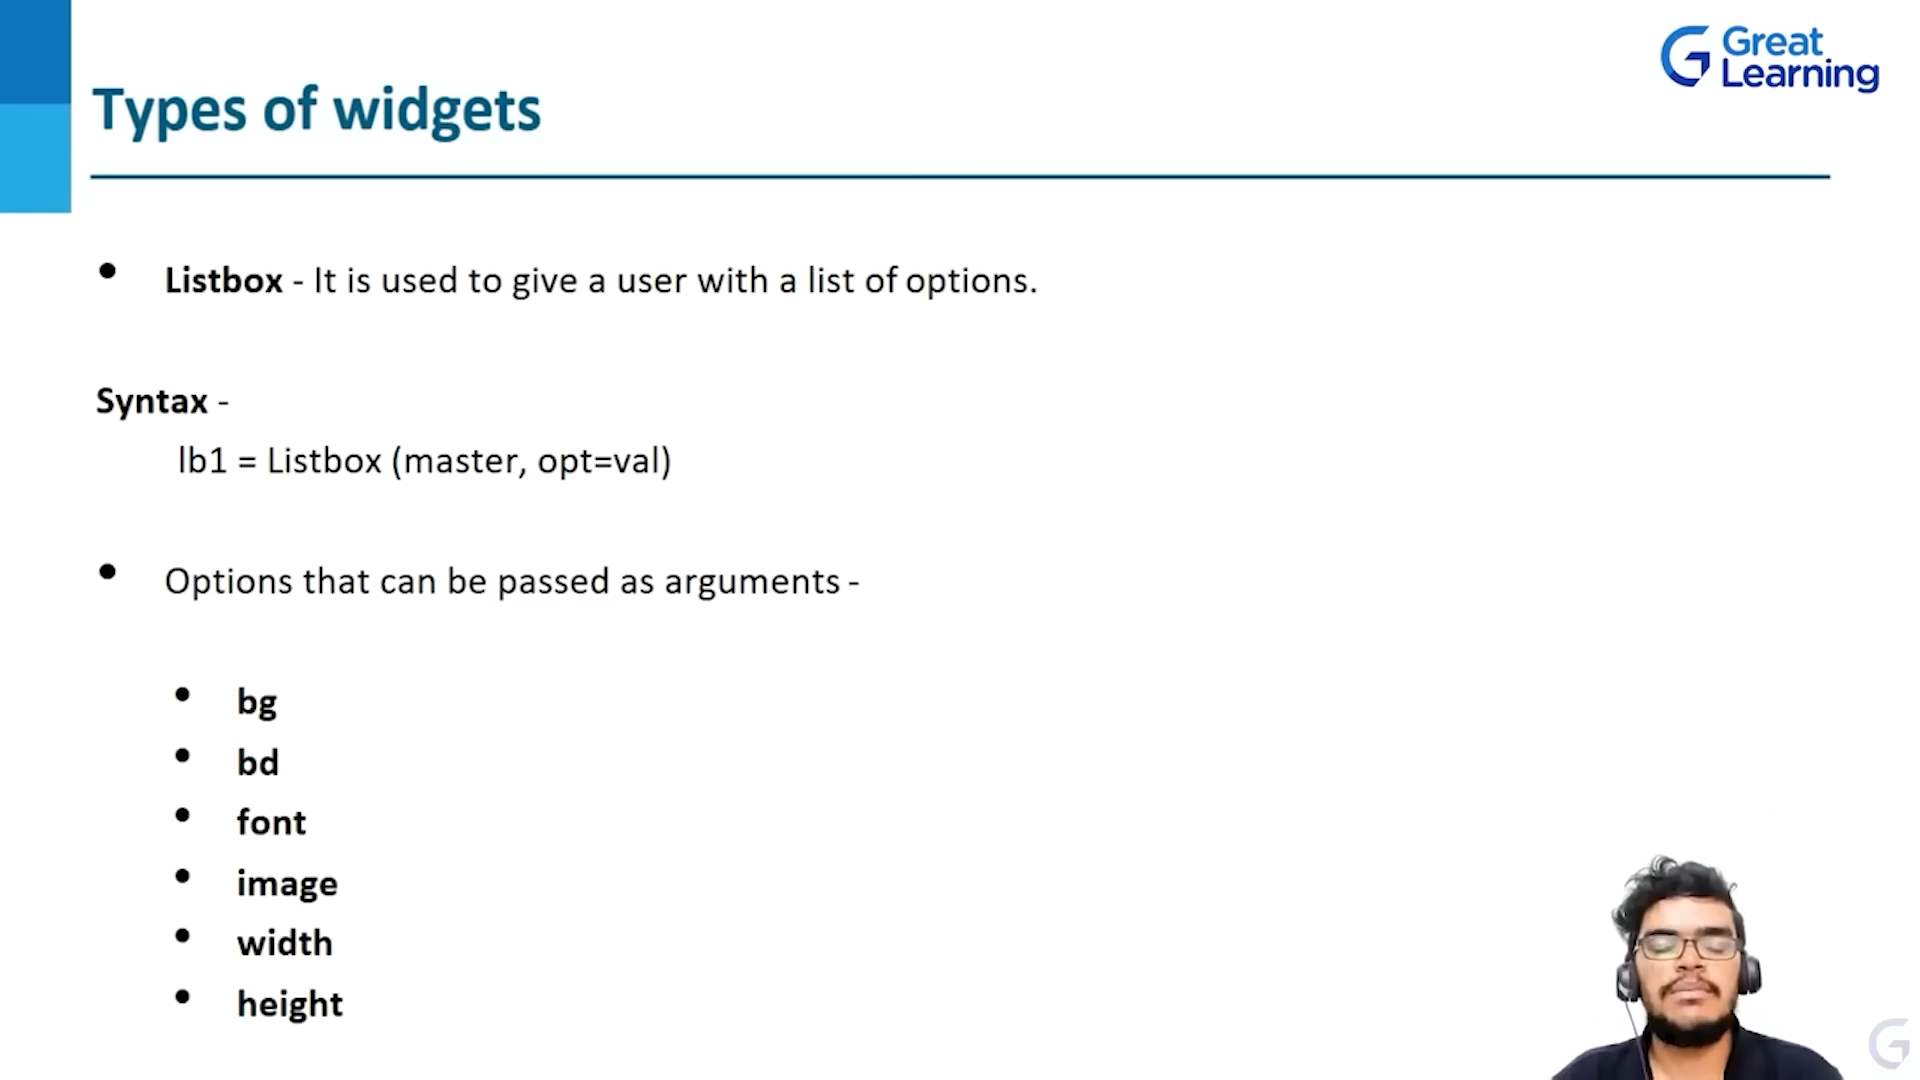 Great
Learning
Types of widgets
• Listbox - It is used to give a user with a list of options.
Syntax -
lb1 = Listbox (master, opt=val)
• Options that can be passed as arguments -
• bg
• bd
• font
• image
• width
• height